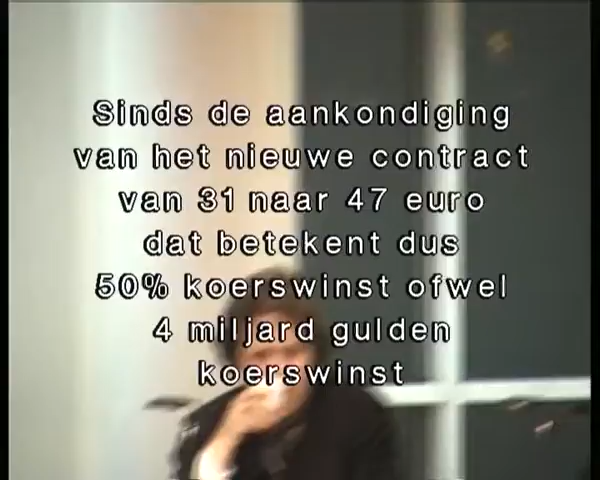 Sinds de aankondiging
van het nieuwe contract
van 31 naar 47 euro
dat betekent dus
50% koerswinst ofwel
4 miljard gulden
koerswinst